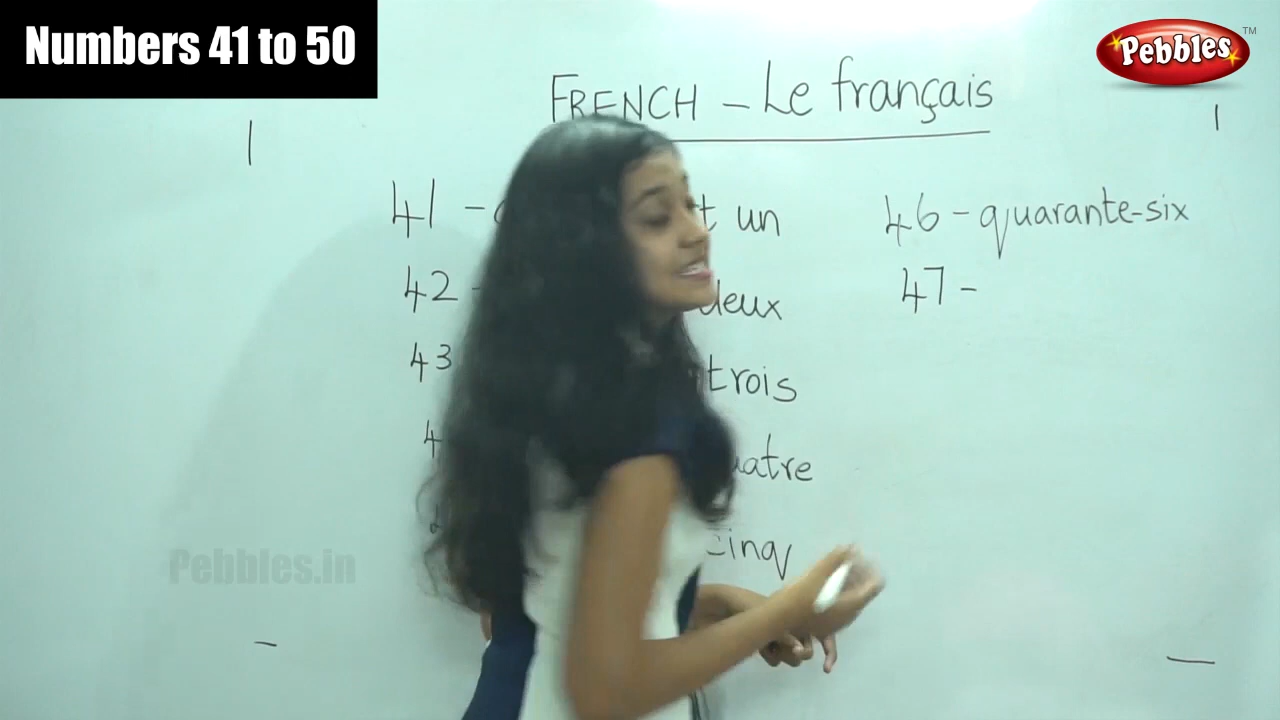 Numbers 41 to 50
Pebbles
TM
FRENCH - Le français
41 - un
42 - deux
43 trois
cinq
46 - quarante-six
47 -
Pebbles.in